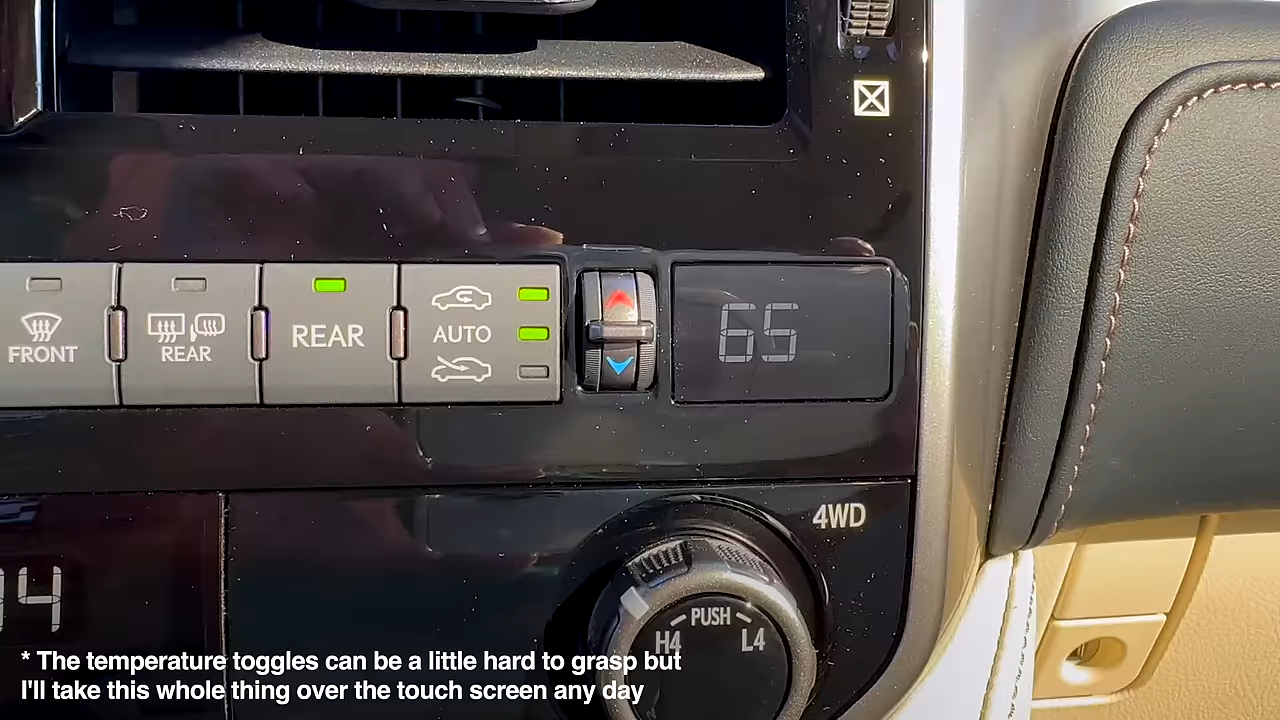 FRONT
REAR
REAR
AUTO
65
4WD
PUSH
H4
L4
4
* The temperature toggles can be a little hard to grasp but
I'll take this whole thing over the touch screen any day